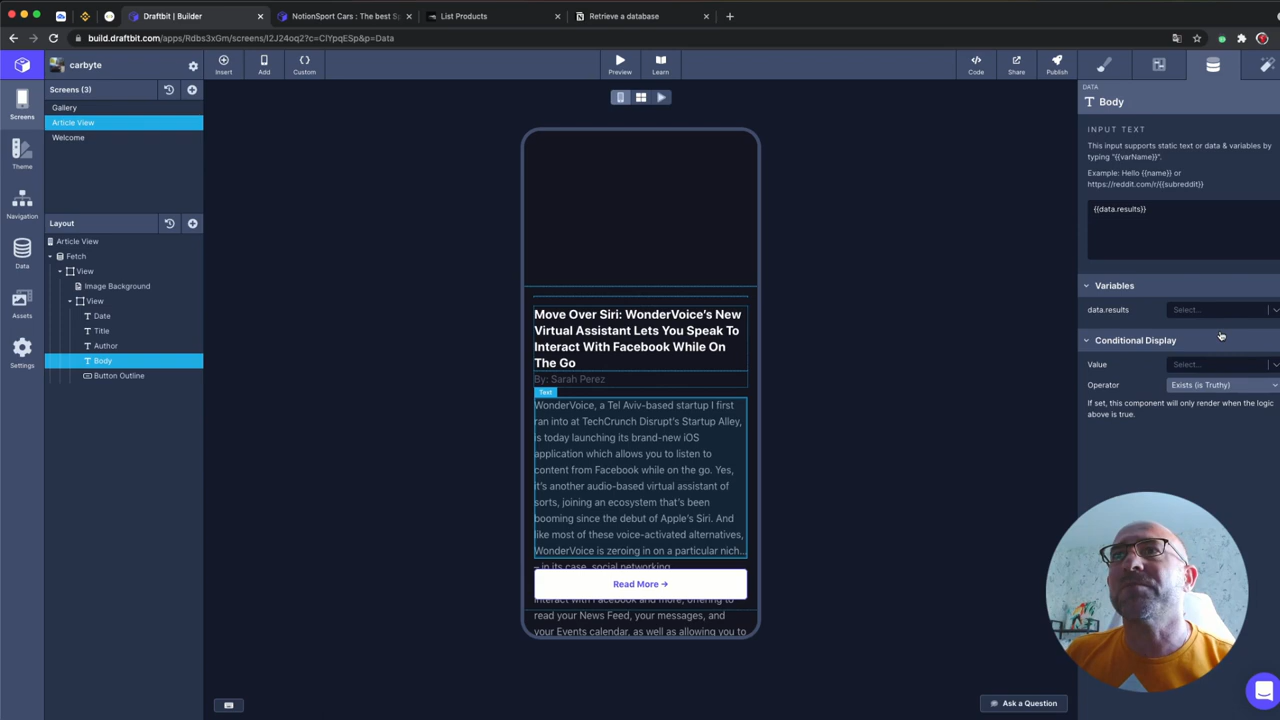 Draftbit | Builder
NotionSport Cars : The best Sp
List Products
Retrieve a database
build.draftbit.com/apps/Rdbs3xGm/screens/I2J24oq2?c=ClYpqESp&p=Data
carbyte
Insert
Add
Custom
Preview
Learn
Code
Share
Publish
Screens (3)
Gallery
Article View
Welcome
Screens
Theme
Navigation
Data
Assets
Settings
Layout
Article View
Fetch
View
Image Background
View
Date
Title
Author
Body
Button Outline
Move Over Siri: WonderVoice's New
Virtual Assistant Lets You Speak To
Interact With Facebook While On
The Go
By: Sarah Perez
Text
WonderVoice, a Tel Aviv-based startup I first
ran into at TechCrunch Disrupt's Startup Alley,
is today launching its brand-new iOS
application which allows you to listen to
content from Facebook while on the go. Yes,
it's another audio-based virtual assistant of
sorts, joining an ecosystem that's been
booming since the debut of Apple's Siri. And
like most of these voice-activated alternatives,
WonderVoice is zeroing in on a particular nich...
– in its case, social networking.
Read More →
read your News Feed, your messages, and
your Events calendar, as well as allowing you to
DATA
Body
INPUT TEXT
This input supports static text or data & variables by
typing "{{varName}}".
Example: Hello {{name}} or
https://reddit.com/r/{{subreddit}}
{{data.results}}
Variables
data.results
Select...
Conditional Display
Value
Select...
Operator
Exists (is Truthy)
If set, this component will only render when the logic
above is true.
Ask a Question